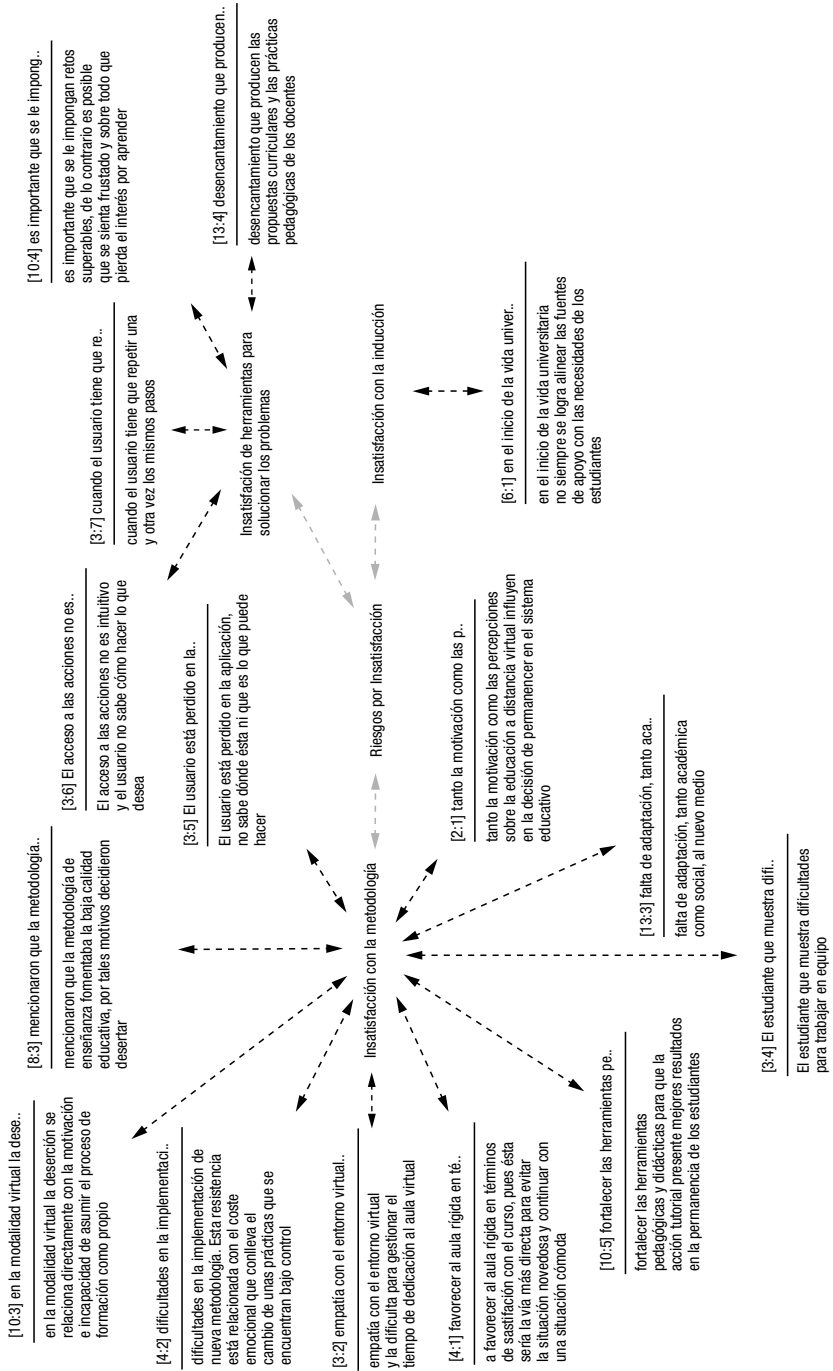 [10:3] en la modalidad virtual la dese..
en la modalidad virtual la deserción se
relaciona directamente con la motivación
e incapacidad de asumir el proceso de
formación como propio
[8:3] mencionaron que la metodología..
mencionaron que la metodología de
enseñanza fomentaba la baja calidad
educativa, por tales motivos decidieron
desertar
[3:6] El acceso a las acciones no es..
El acceso a las acciones no es intuitivo
y el usuario no sabe cómo hacer lo que
desea
[3:7] cuando el usuario tiene que re..
cuando el usuario tiene que repetir una
y otra vez los mismos pasos
[10:4] es importante que se le impong..
es importante que se le impongan retos
superables, de lo contrario es posible
que se sienta frustado y sobre todo que
pierda el interés por aprender
[4:2] dificultades en la implementaci..
dificultades en la implementación de
nueva metodología. Esta resistencia
está relacionada con el coste
emocional que conlleva el
cambio de unas prácticas que se
encuentran bajo control
[3:5] El usuario está perdido en la..
El usuario está perdido en la aplicación,
no sabe dónde ésta ni que es lo que puede
hacer
Insatisfación de herramientas para
solucionar los problemas
[13:4] desencantamiento que producen..
desencantamiento que producen las
propuestas curriculares y las prácticas
pedagógicas de los docentes
[3:2] empatía con el entorno virtual..
empatía con el entorno virtual
y la dificulta para gestionar el
tiempo de dedicación al aula virtual
Insatisfacción con la metodología
Riesgos por Insatisfacción
Insatisfacción con la inducción
[4:1] favorecer al aula rígida en té..
a favorecer al aula rígida en términos
de sastifación con el curso, pues ésta
sería la vía más directa para evitar
la situación novedosa y continuar con
una situación cómoda
[2:1] tanto la motivación como las p..
tanto la motivación como las percepciones
sobre la educación a distancia virtual influyen
en la decisión de permanencer en el sistema
educativo
[6:1] en el inicio de la vida univer..
en el inicio de la vida universitaria
no siempre se logra alinear las fuentes
de apoyo con las necesidades de los
estudiantes
[10:5] fortalecer las herramientas pe..
fortalecer las herramientas
pedagógicas y didácticas para que la
acción tutorial presente mejores resultados
en la permanencia de los estudiantes
[13:3] falta de adaptación, tanto aca..
falta de adaptación, tanto académica
como social, al nuevo medio
[3:4] El estudiante que muestra difi..
El estudiante que muestra dificultades
para trabajar en equipo